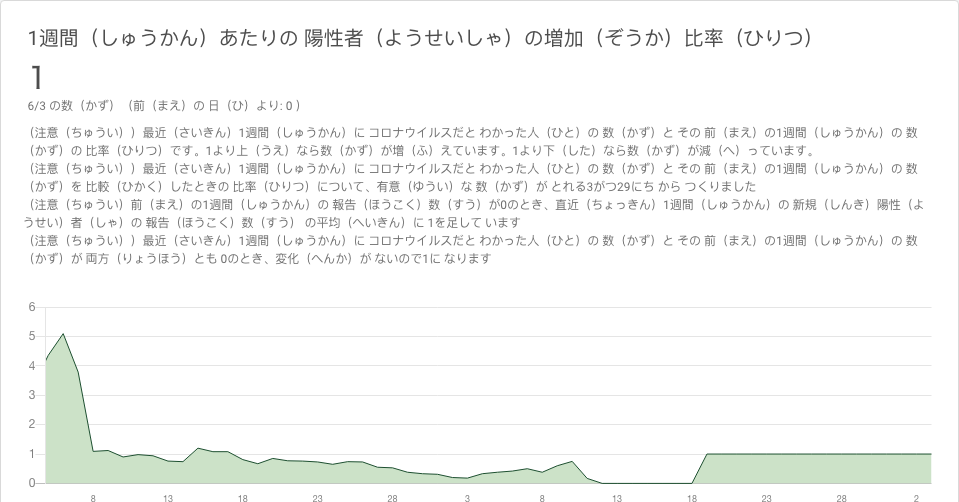 1週間（しゅうかん）あたりの 陽性者（ようせいしゃ）の増加（ぞうか）比率（ひりつ）
1
6/3 の数（かず）（前（まえ）の 日（ひ）より: 0 ）
（注意（ちゅうい））最近（さいきん）1週間（しゅうかん）に コロナウイルスだと わかった人（ひと）の 数（かず）と その 前（まえ）の1週間（しゅうかん）の 数
（かず）の 比率（ひりつ）です。1より上（うえ）なら数（かず）が増（ふ）えています。1より下（した）なら数（かず）が減（へ）っています。
（注意（ちゅうい））最近（さいきん）1週間（しゅうかん）に コロナウイルスだと わかった人（ひと）の 数（かず）と その 前（まえ）の1週間（しゅうかん）の 数
（かず）を 比較（ひかく）したときの 比率（ひりつ）について、有意（ゆうい）な 数（かず）が とれる3がつ29にち から つくりました
（注意（ちゅうい）前（まえ）の1週間（しゅうかん）の 報告（ほうこく）数（すう）が0のとき、直近（ちょっきん）1週間（しゅうかん）の 新規（しんき）陽性（よ
うせい）者（しゃ）の 報告（ほうこく）数（すう） の平均（へいきん）に 1を足して います
（注意（ちゅうい））最近（さいきん）1週間（しゅうかん）に コロナウイルスだと わかった人（ひと）の 数（かず）と その 前（まえ）の1週間（しゅうかん）の 数
（かず）が 両方（りょうほう）とも 0のとき、変化（へんか）が ないので1に なります
6
5
4
3
2
1
0
8 13 18 23 28 3 8 13 18 23 28 2